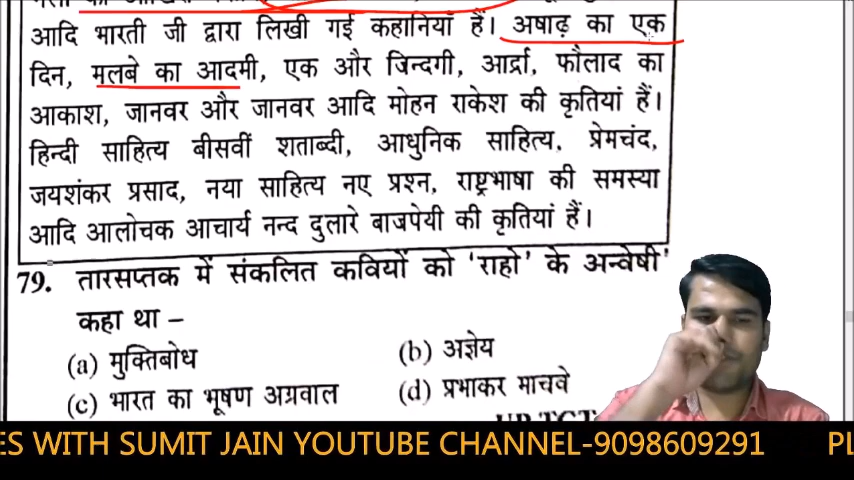 आदि भारती जी द्वारा लिखी गई कहानियां हैं। अषाढ़ का एक
दिन, मलबे का आदमी, एक और जिन्दगी, आर्द्रा, फौलाद का
आकाश, जानवर और जानवर आदि मोहन राकेश की कृतियां हैं।
हिन्दी साहित्य बीसवीं शताब्दी, आधुनिक साहित्य, प्रेमचंद,
जयशंकर प्रसाद, नया साहित्य नए प्रश्न, राष्ट्रभाषा की समस्या
आदि आलोचक आचार्य नन्द दुलारे बाजपेयी की कृतियां हैं।
79. तारसप्तक में संकलित कवियों को 'राहो' के अन्वेषी'
कहा था –
(a) मुक्तिबोध (b) अज्ञेय
(c) भारत का भूषण अग्रवाल (d) प्रभाकर माचवे
ES WITH SUMIT JAIN YOUTUBE CHANNEL-9098609291 PL